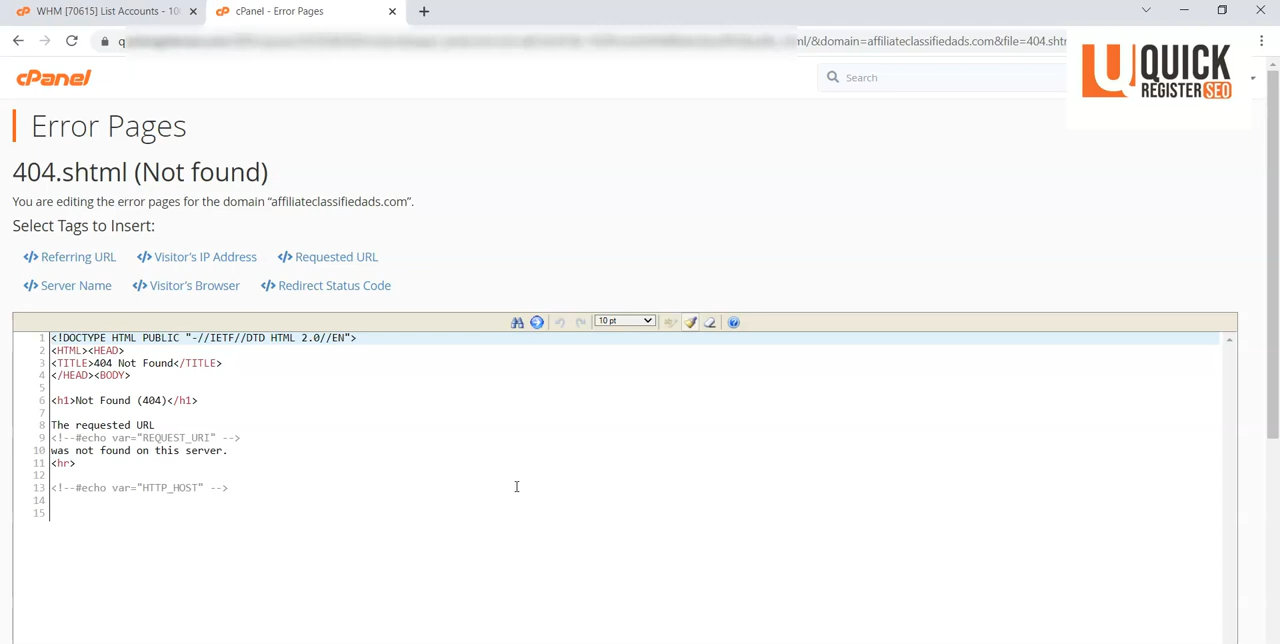 WHM [70615] List Accounts - 10
cPanel - Error Pages
ml/&domain=affiliateclassifiedads.com&file=404.sht
cPanel
Search
U QUICK
REGISTER SEO
Error Pages
404.shtml (Not found)
You are editing the error pages for the domain “affiliateclassifiedads.com”.
Select Tags to Insert:
</> Referring URL </> Visitor’s IP Address </> Requested URL
</> Server Name </> Visitor’s Browser </> Redirect Status Code
10 pt
1 <!DOCTYPE HTML PUBLIC "-//IETF//DTD HTML 2.0//EN">
2 <HTML><HEAD>
3 <TITLE>404 Not Found</TITLE>
4 </HEAD><BODY>
5
6 <h1>Not Found (404)</h1>
7
8 The requested URL
9 <!--#echo var="REQUEST_URI" -->
10 was not found on this server.
11 <hr>
12
13 <!--#echo var="HTTP_HOST" -->
14
15